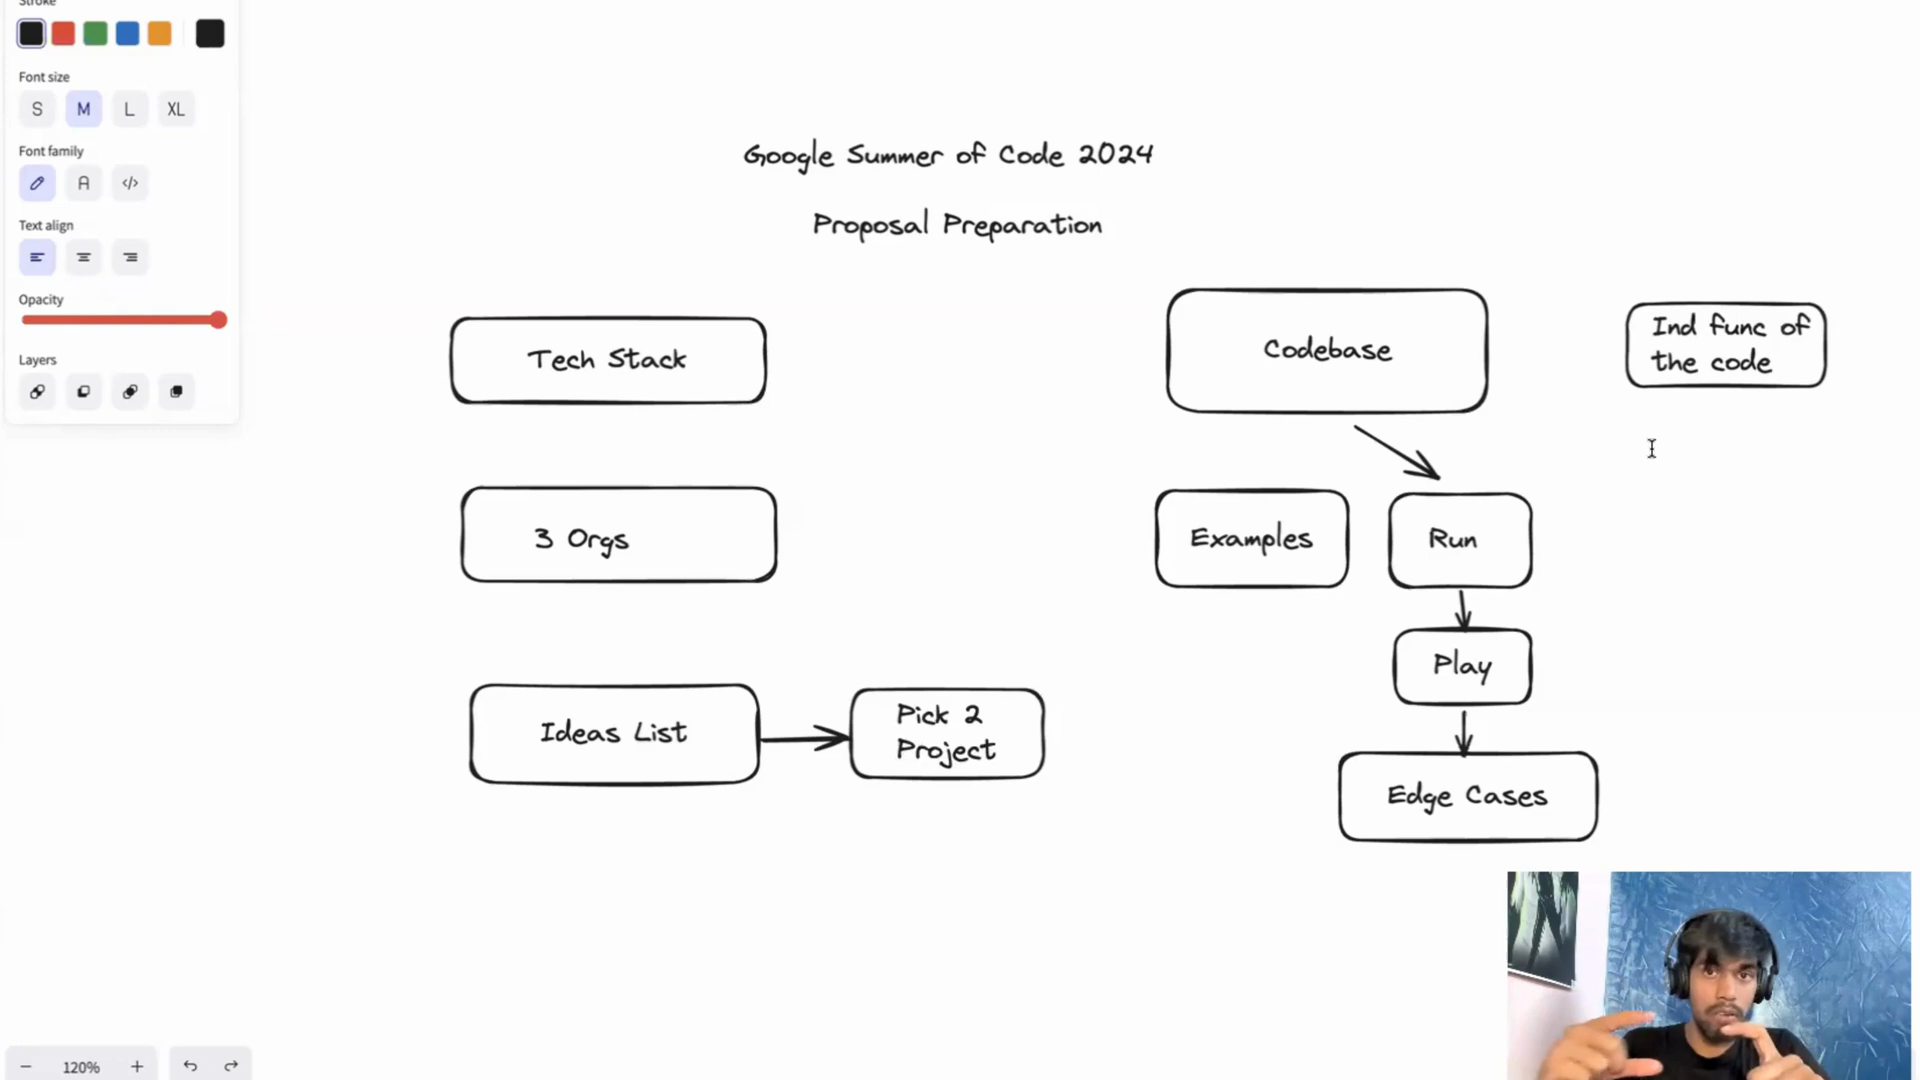 Stroke
Font size
S M L XL
Font family
A </>
Text align
Opacity
Layers
Google Summer of Code 2024
Proposal Preparation
Tech Stack
3 Orgs
Ideas List
Pick 2
Project
Codebase
Ind func of
the code
Examples
Run
Play
Edge Cases
− 120% +